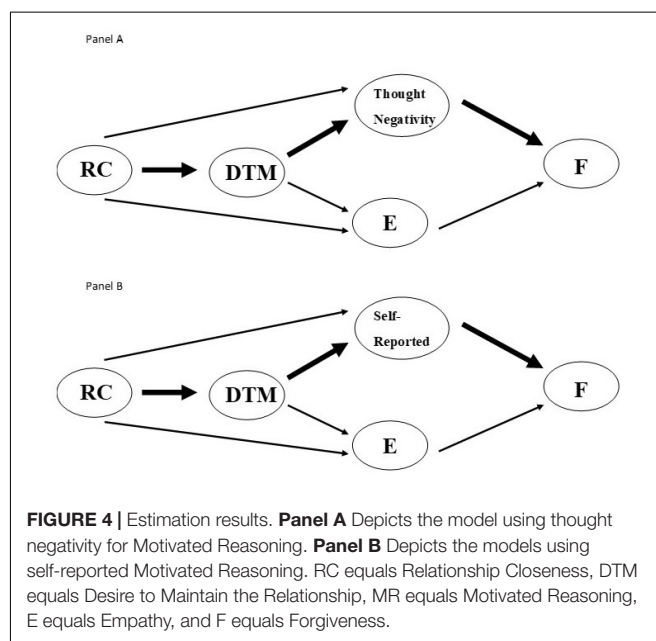 Panel A
Thought
Negativity
RC
DTM
F
E
Panel B
Self-
Reported
RC
DTM
F
E
FIGURE 4 | Estimation results. Panel A Depicts the model using thought
negativity for Motivated Reasoning. Panel B Depicts the models using
self-reported Motivated Reasoning. RC equals Relationship Closeness, DTM
equals Desire to Maintain the Relationship, MR equals Motivated Reasoning,
E equals Empathy, and F equals Forgiveness.